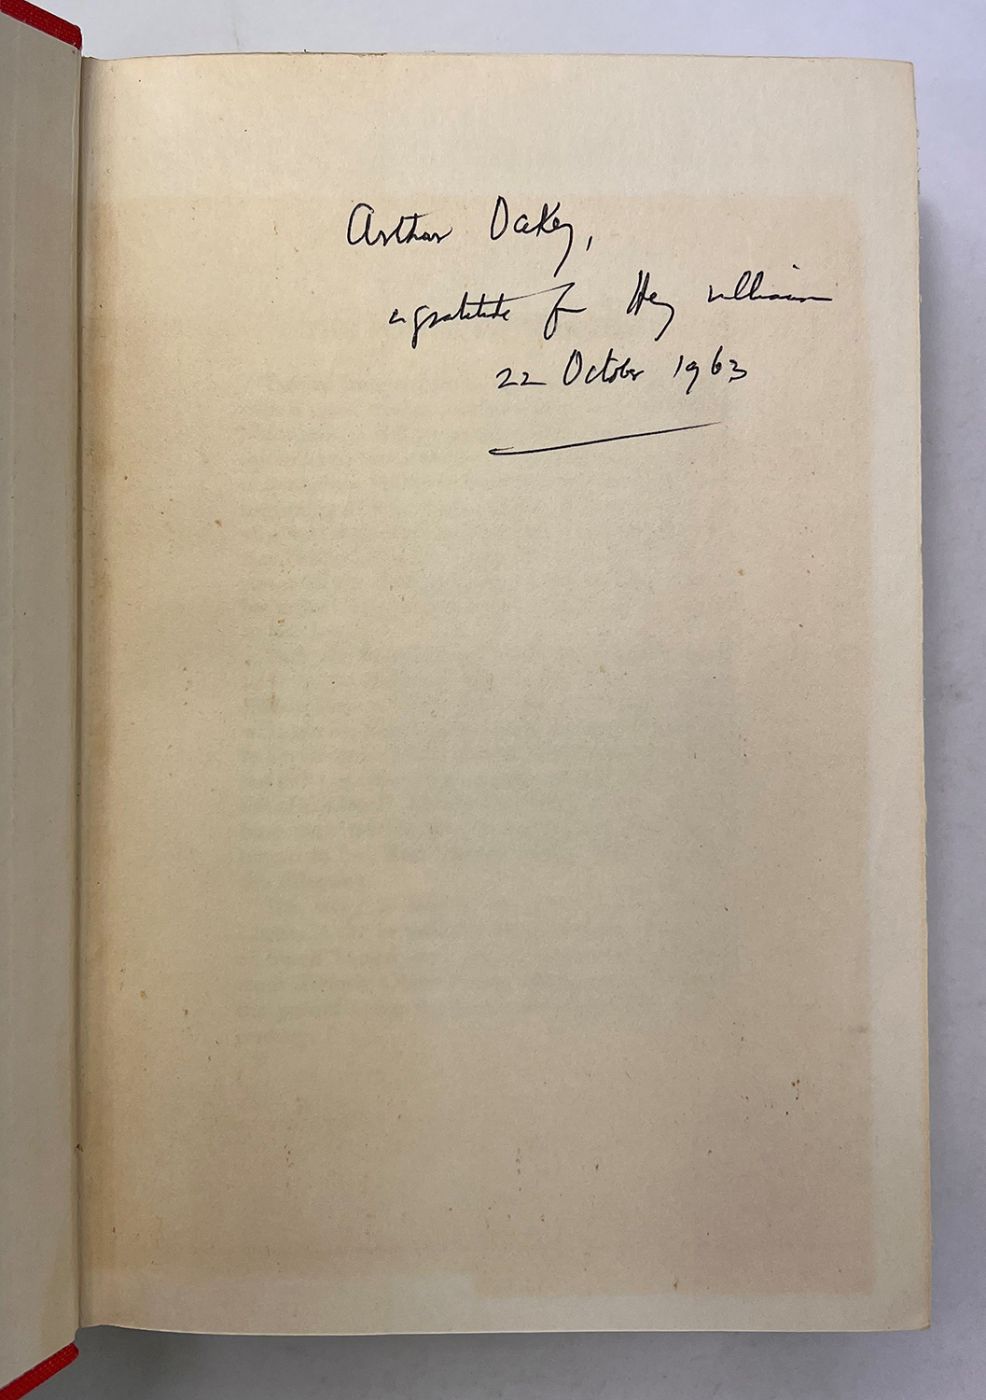 Arthur Oakey,
in gratitude from Henry Williamson
22 October 1963